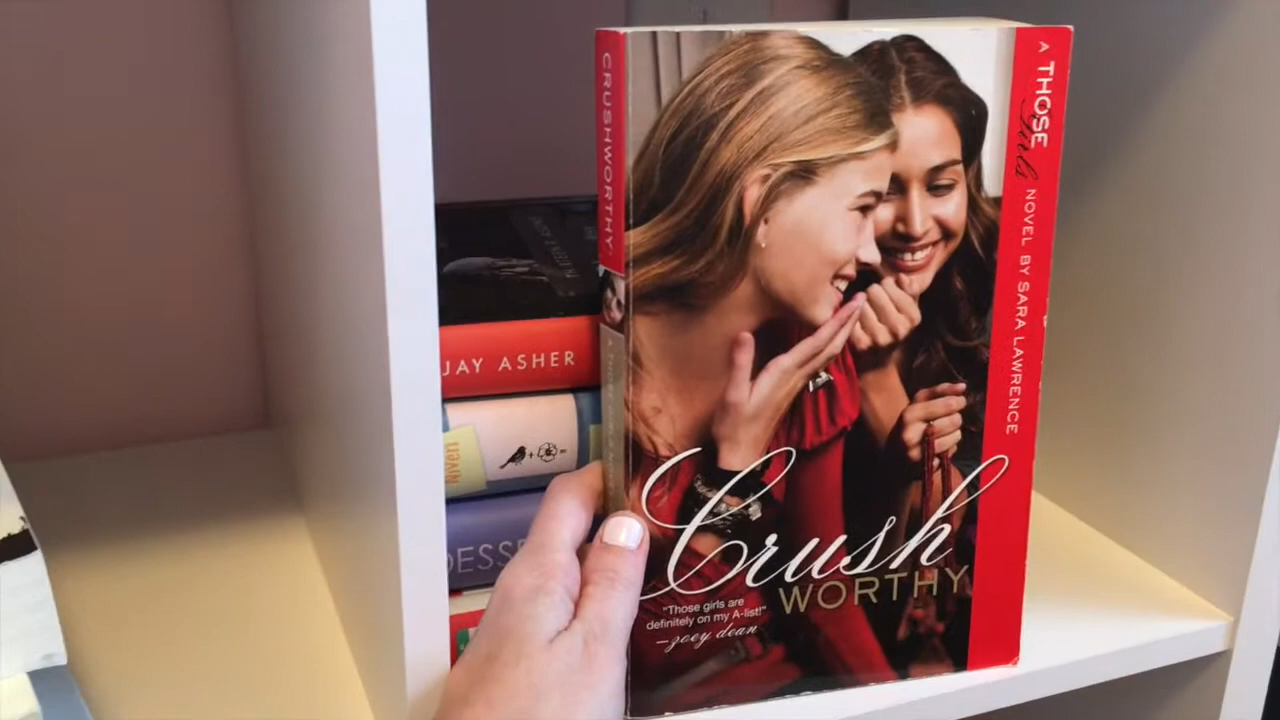 CRUSHWORTHY
A THOSE Girls NOVEL BY SARA LAWRENCE
Crush
WORTHY
"Those girls are
definitely on my A-list!"
—zoey dean
JAY ASHER